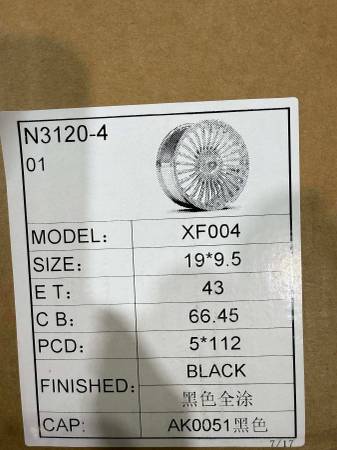 N3120-4
01
MODEL: XF004
SIZE: 19*9.5
E T: 43
C B: 66.45
PCD: 5*112
FINISHED: BLACK
黑色全涂
CAP: AK0051黑色
7/17